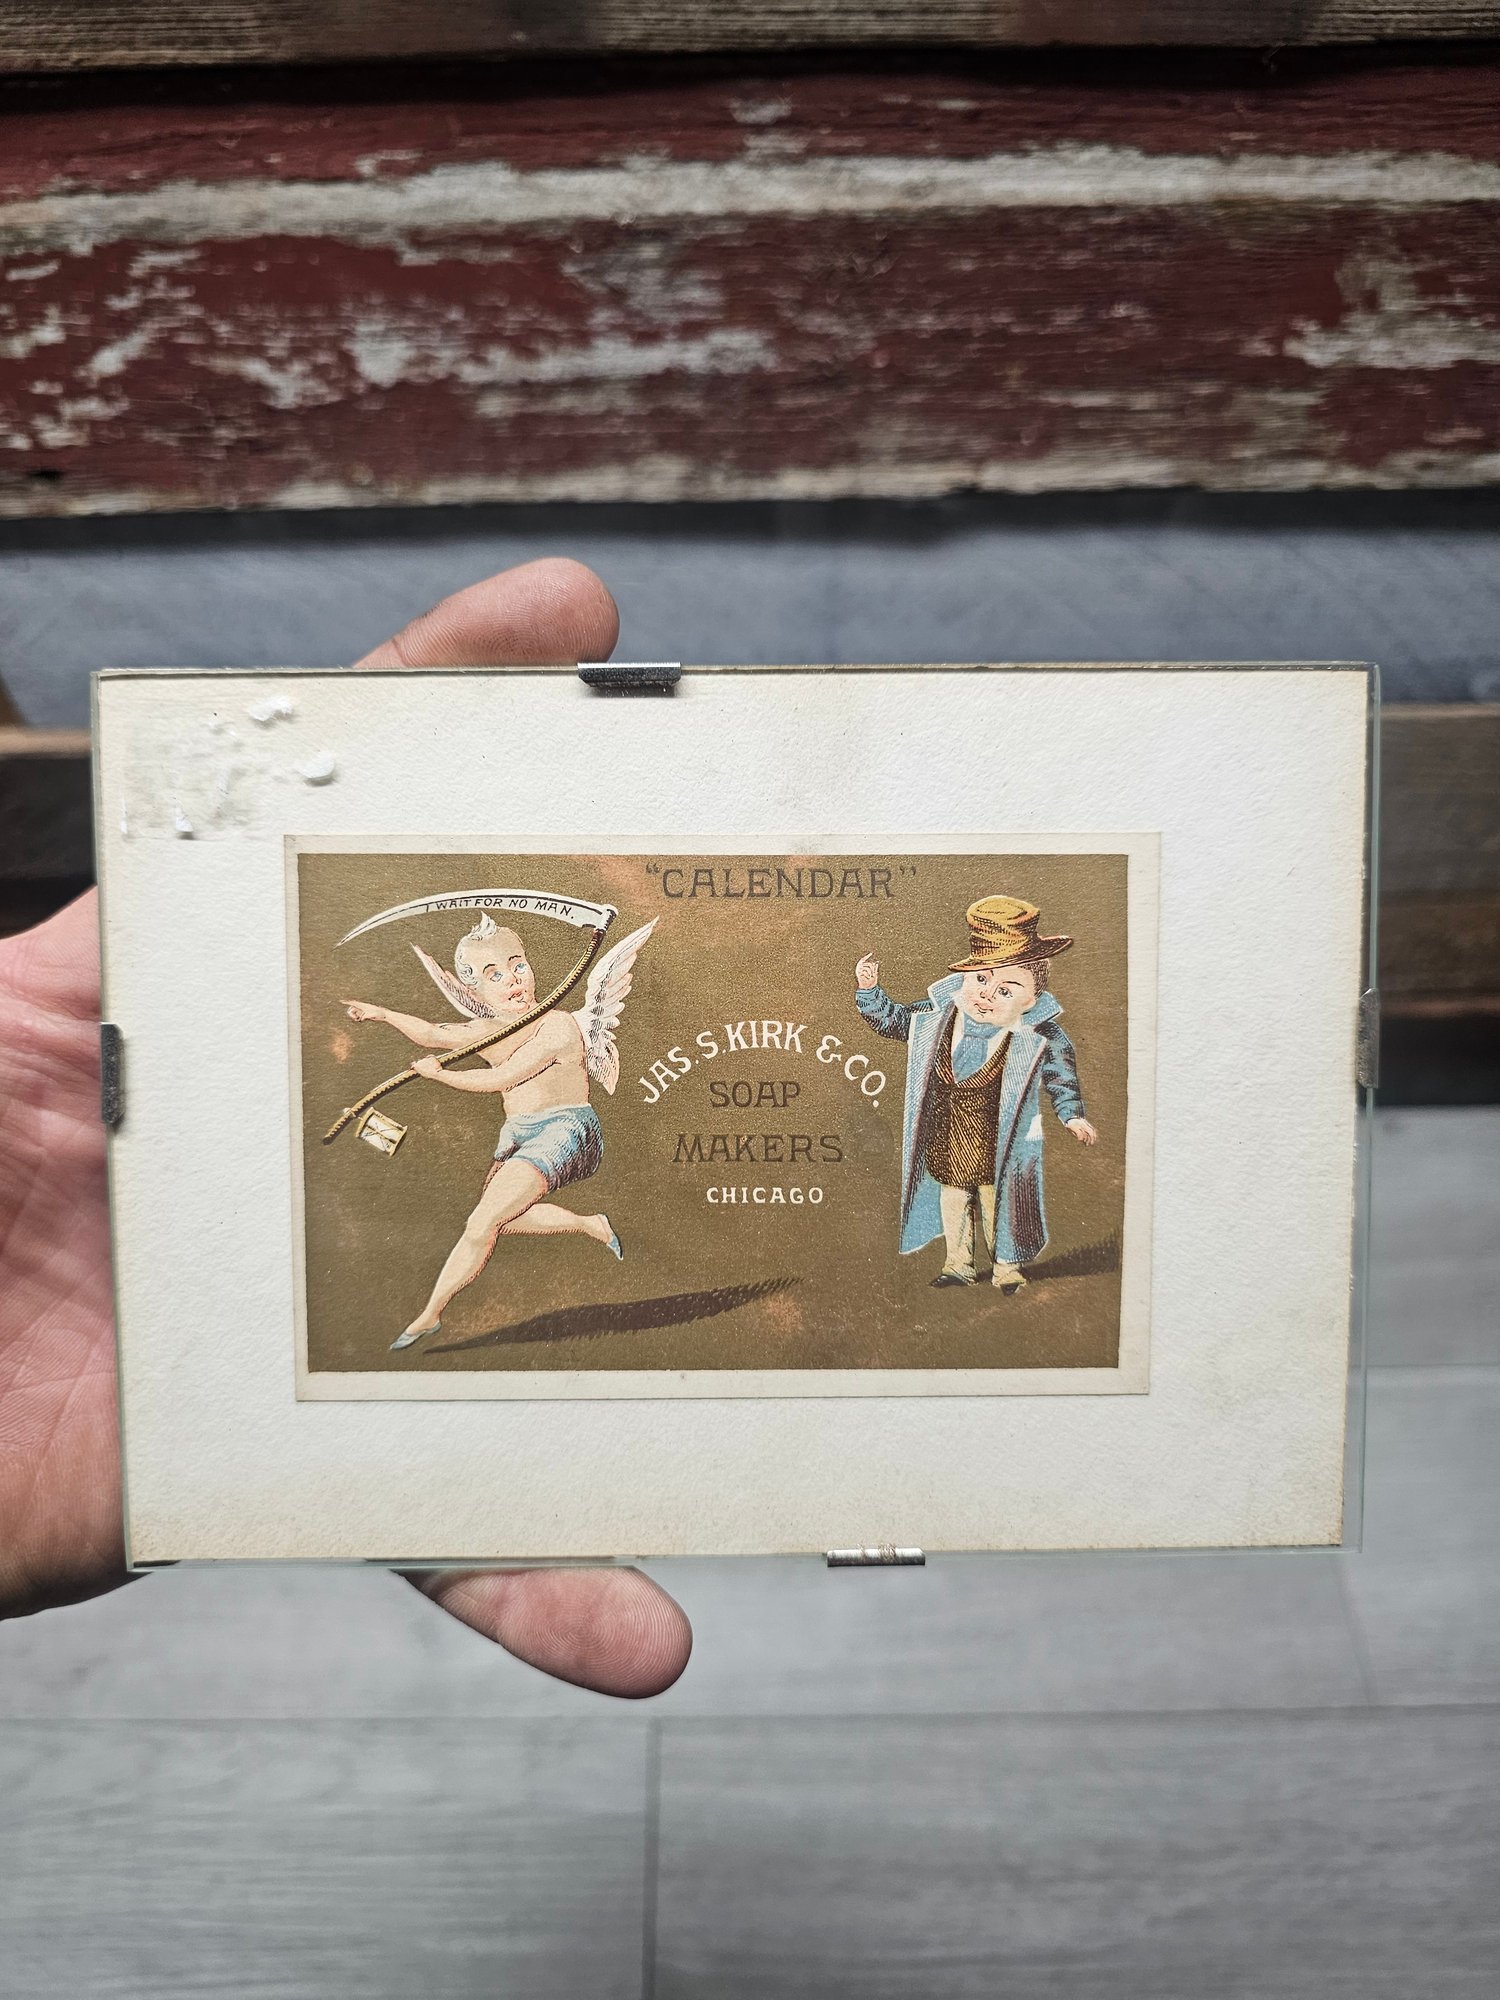 "CALENDAR"
I WAIT FOR NO MAN.
JAS. S. KIRK & CO.
SOAP
MAKERS
CHICAGO